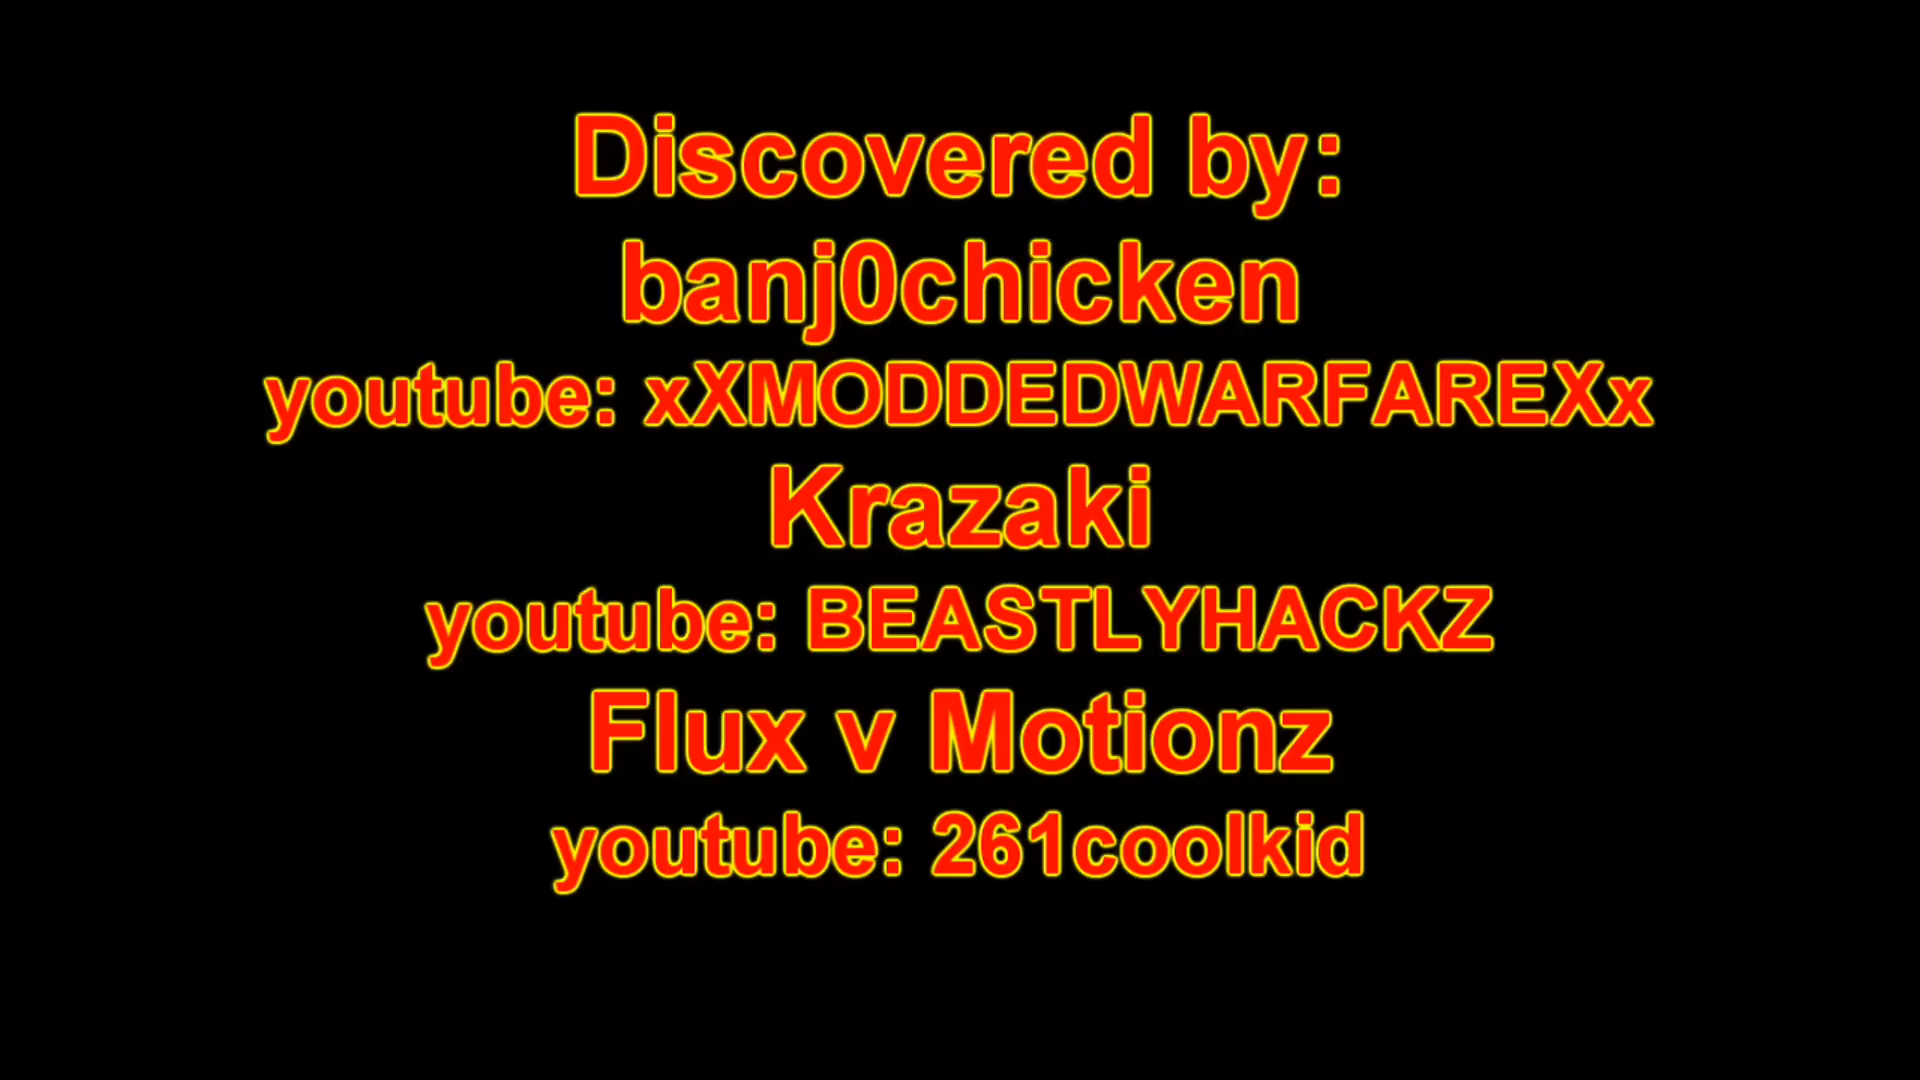 Discovered by:
banj0chicken
youtube: xXMODDEDWARFAREXx
Krazaki
youtube: BEASTLYHACKZ
Flux v Motionz
youtube: 261coolkid